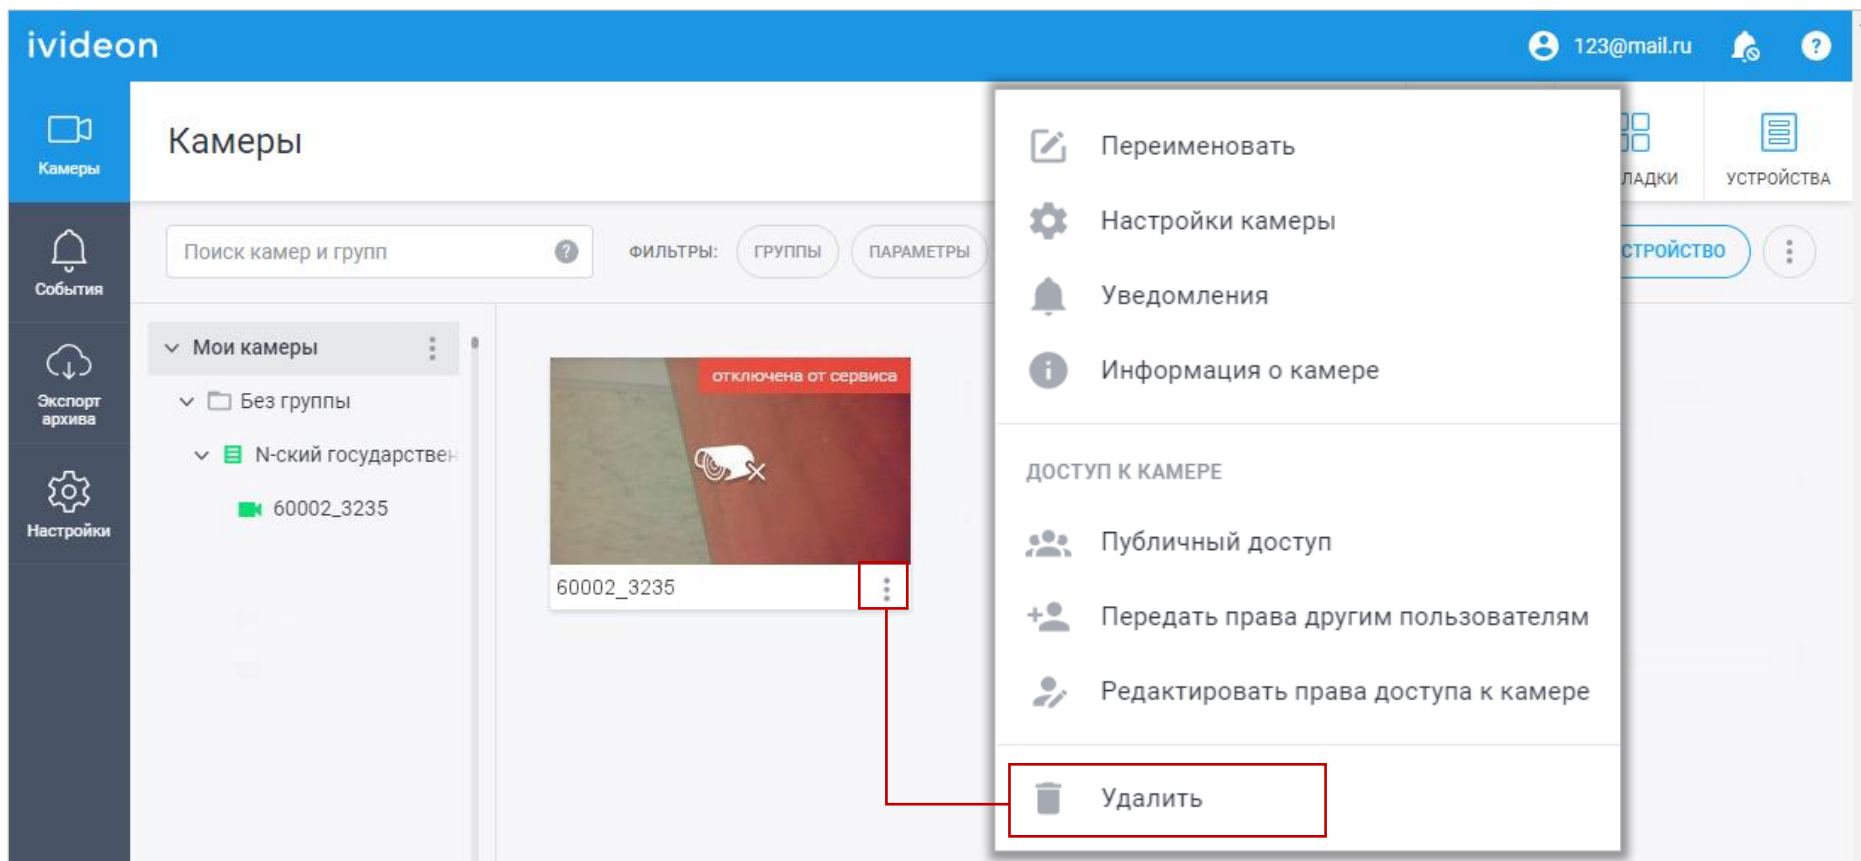 ivideon
123@mail.ru
Камеры
Камеры
УСТРОЙСТВА
События
Экспорт
архива
Настройки
Поиск камер и групп
ФИЛЬТРЫ:
ГРУППЫ
ПАРАМЕТРЫ
Мои камеры
Без группы
N-ский государствен
60002_3235
отключена от сервиса
60002_3235
Переименовать
Настройки камеры
Уведомления
Информация о камере
ДОСТУП К КАМЕРЕ
Публичный доступ
Передать права другим пользователям
Редактировать права доступа к камере
Удалить
ЛАДКИ
СТРОЙСТВО